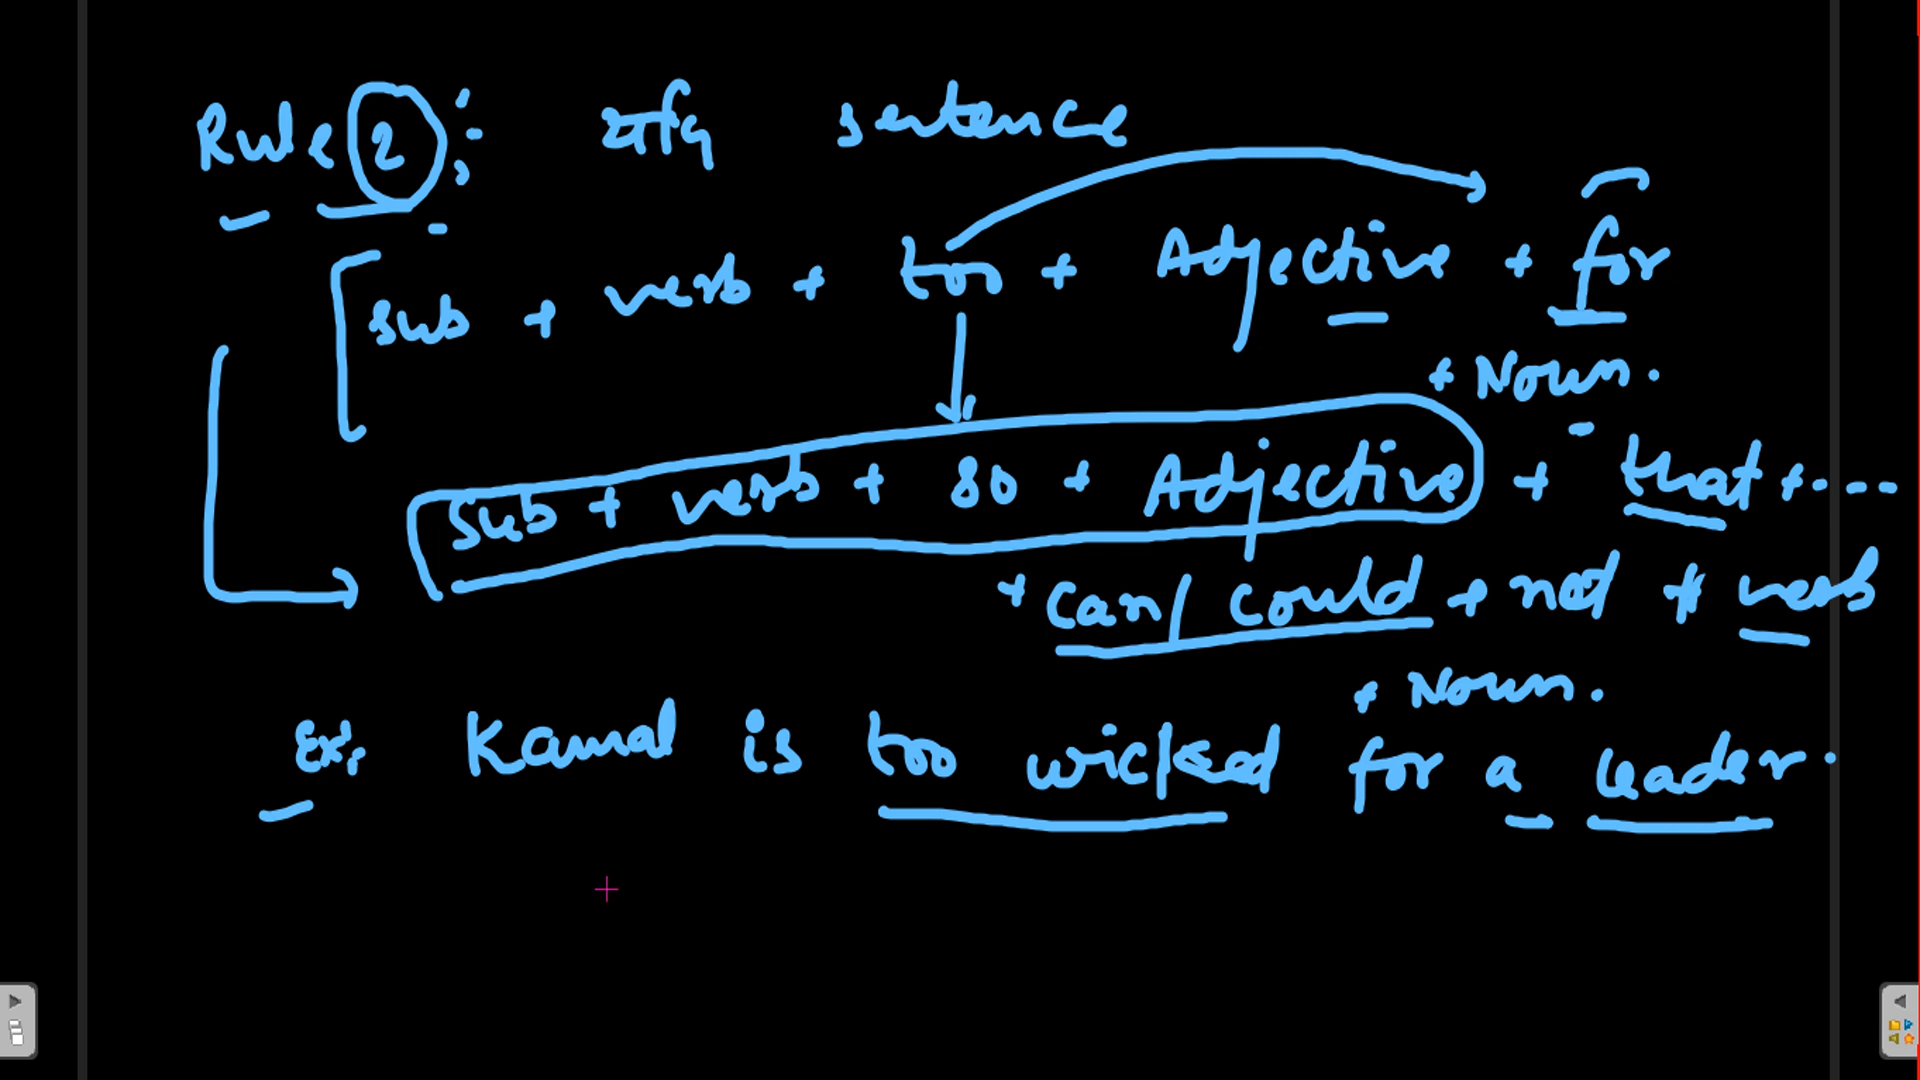 Rule 2 : यदि sentence
sub + verb + too + Adjective + for
+ Noun.
sub + verb + so + Adjective + that + ....
+ can / could + not + verb
+ Noun.
Ex: Kamal is too wicked for a leader.